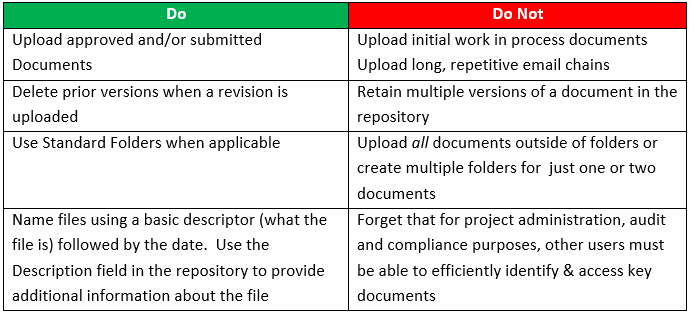 Do
Do Not
Upload approved and/or submitted
Documents
Upload initial work in process documents
Upload long, repetitive email chains
Delete prior versions when a revision is
uploaded
Retain multiple versions of a document in the
repository
Use Standard Folders when applicable
Upload all documents outside of folders or
create multiple folders for  just one or two
documents
Name files using a basic descriptor (what the
file is) followed by the date.  Use the
Description field in the repository to provide
additional information about the file
Forget that for project administration, audit
and compliance purposes, other users must
be able to efficiently identify & access key
documents